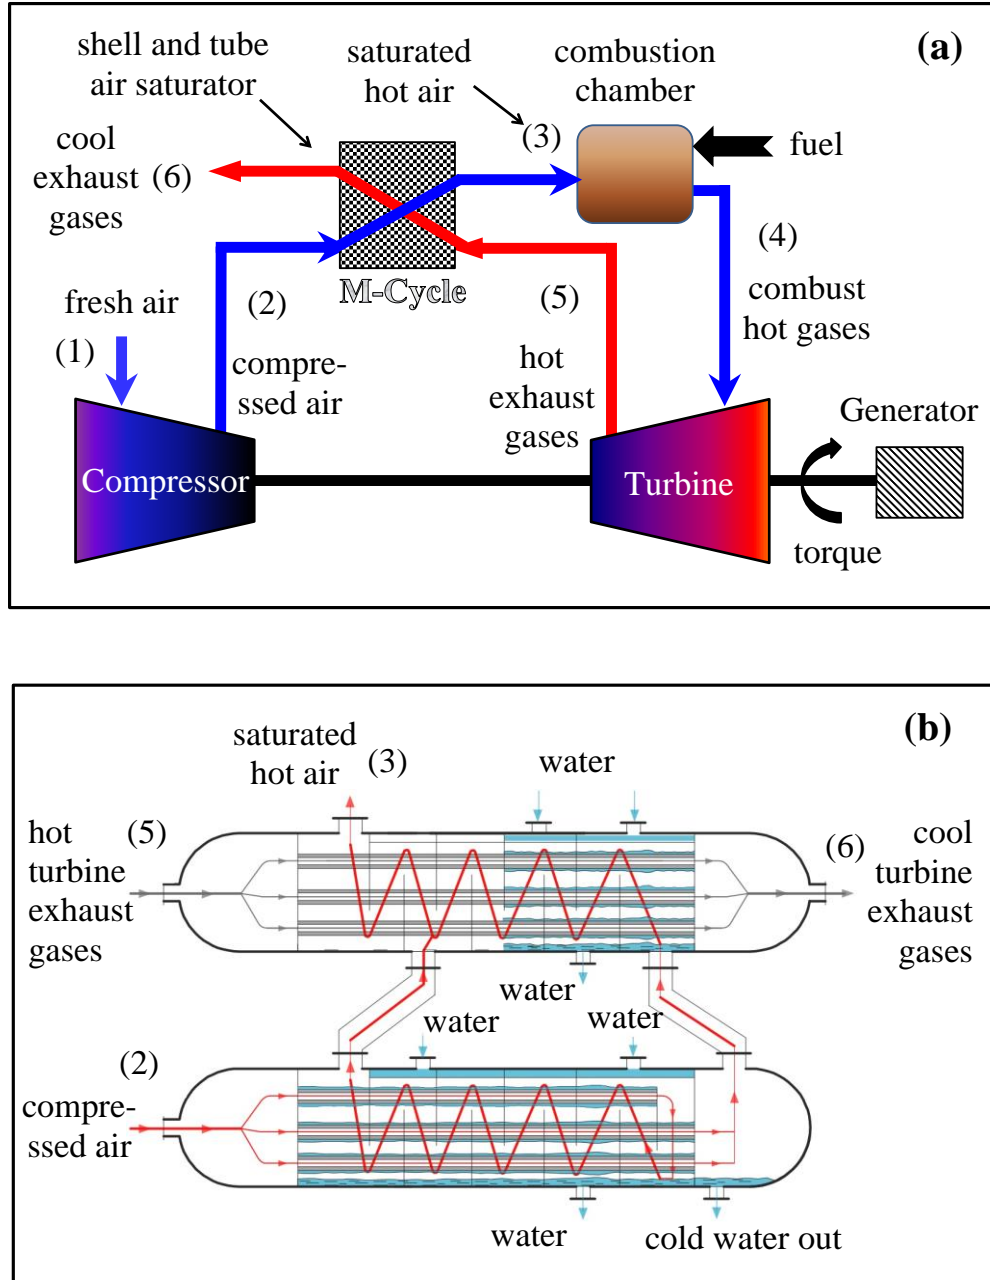 (a)
shell and tube
air saturator
saturated
hot air
combustion
chamber
(3)
fuel
cool
exhaust
gases
(6)
(4)
M-Cycle
fresh air
(2)
(5)
combust
hot gases
(1)
compre-
ssed air
hot
exhaust
gases
Generator
Compressor
Turbine
torque
(b)
saturated
hot air
(3)
water
(5)
hot
turbine
exhaust
gases
(6)
cool
turbine
exhaust
gases
water
water
water
(2)
compre-
ssed air
water
cold water out